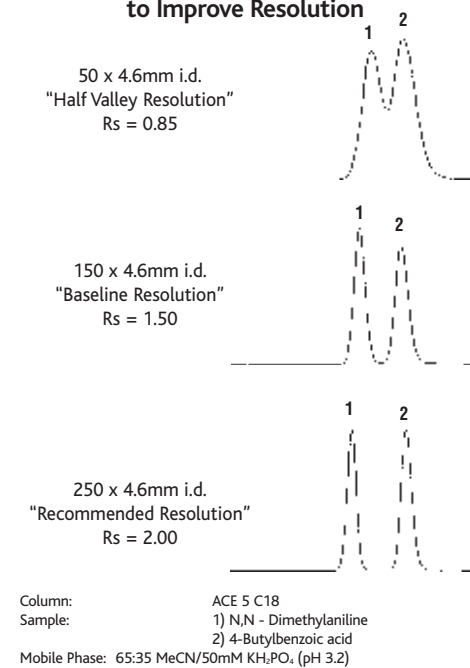 to Improve Resolution
1 2
50 x 4.6mm i.d.
“Half Valley Resolution”
Rs = 0.85
1 2
150 x 4.6mm i.d.
“Baseline Resolution”
Rs = 1.50
1 2
250 x 4.6mm i.d.
“Recommended Resolution”
Rs = 2.00
Column: ACE 5 C18
Sample: 1) N,N - Dimethylaniline
2) 4-Butylbenzoic acid
Mobile Phase: 65:35 MeCN/50mM KH₂PO₄ (pH 3.2)